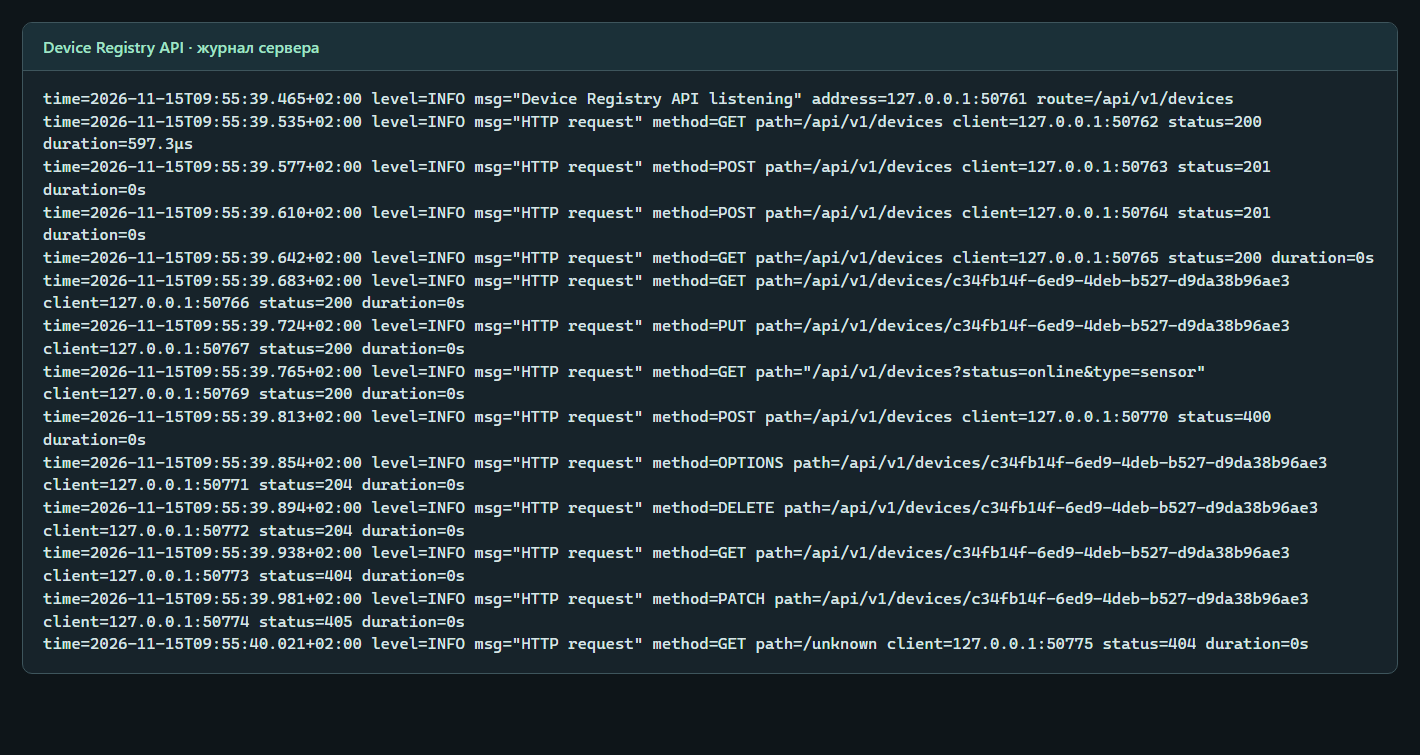 Device Registry API · журнал сервера
time=2026-11-15T09:55:39.465+02:00 level=INFO msg="Device Registry API listening" address=127.0.0.1:50761 route=/api/v1/devices
time=2026-11-15T09:55:39.535+02:00 level=INFO msg="HTTP request" method=GET path=/api/v1/devices client=127.0.0.1:50762 status=200
duration=597.3µs
time=2026-11-15T09:55:39.577+02:00 level=INFO msg="HTTP request" method=POST path=/api/v1/devices client=127.0.0.1:50763 status=201
duration=0s
time=2026-11-15T09:55:39.610+02:00 level=INFO msg="HTTP request" method=POST path=/api/v1/devices client=127.0.0.1:50764 status=201
duration=0s
time=2026-11-15T09:55:39.642+02:00 level=INFO msg="HTTP request" method=GET path=/api/v1/devices client=127.0.0.1:50765 status=200 duration=0s
time=2026-11-15T09:55:39.683+02:00 level=INFO msg="HTTP request" method=GET path=/api/v1/devices/c34fb14f-6ed9-4deb-b527-d9da38b96ae3
client=127.0.0.1:50766 status=200 duration=0s
time=2026-11-15T09:55:39.724+02:00 level=INFO msg="HTTP request" method=PUT path=/api/v1/devices/c34fb14f-6ed9-4deb-b527-d9da38b96ae3
client=127.0.0.1:50767 status=200 duration=0s
time=2026-11-15T09:55:39.765+02:00 level=INFO msg="HTTP request" method=GET path="/api/v1/devices?status=online&type=sensor"
client=127.0.0.1:50769 status=200 duration=0s
time=2026-11-15T09:55:39.813+02:00 level=INFO msg="HTTP request" method=POST path=/api/v1/devices client=127.0.0.1:50770 status=400
duration=0s
time=2026-11-15T09:55:39.854+02:00 level=INFO msg="HTTP request" method=OPTIONS path=/api/v1/devices/c34fb14f-6ed9-4deb-b527-d9da38b96ae3
client=127.0.0.1:50771 status=204 duration=0s
time=2026-11-15T09:55:39.894+02:00 level=INFO msg="HTTP request" method=DELETE path=/api/v1/devices/c34fb14f-6ed9-4deb-b527-d9da38b96ae3
client=127.0.0.1:50772 status=204 duration=0s
time=2026-11-15T09:55:39.938+02:00 level=INFO msg="HTTP request" method=GET path=/api/v1/devices/c34fb14f-6ed9-4deb-b527-d9da38b96ae3
client=127.0.0.1:50773 status=404 duration=0s
time=2026-11-15T09:55:39.981+02:00 level=INFO msg="HTTP request" method=PATCH path=/api/v1/devices/c34fb14f-6ed9-4deb-b527-d9da38b96ae3
client=127.0.0.1:50774 status=405 duration=0s
time=2026-11-15T09:55:40.021+02:00 level=INFO msg="HTTP request" method=GET path=/unknown client=127.0.0.1:50775 status=404 duration=0s